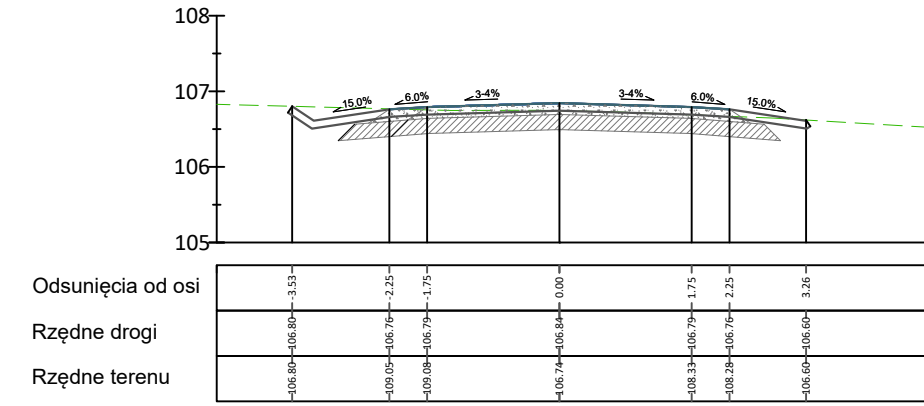 108
107
106
105
15.0% 6.0% 3-4% 3-4% 6.0% 15.0%
Odsunięcia od osi -3.53 -2.25 -1.75 0.00 1.75 2.25 3.26
Rzędne drogi 106.80 106.76 106.79 106.84 106.79 106.76 106.60
Rzędne terenu 106.80 109.05 109.08 106.74 108.33 108.28 106.60